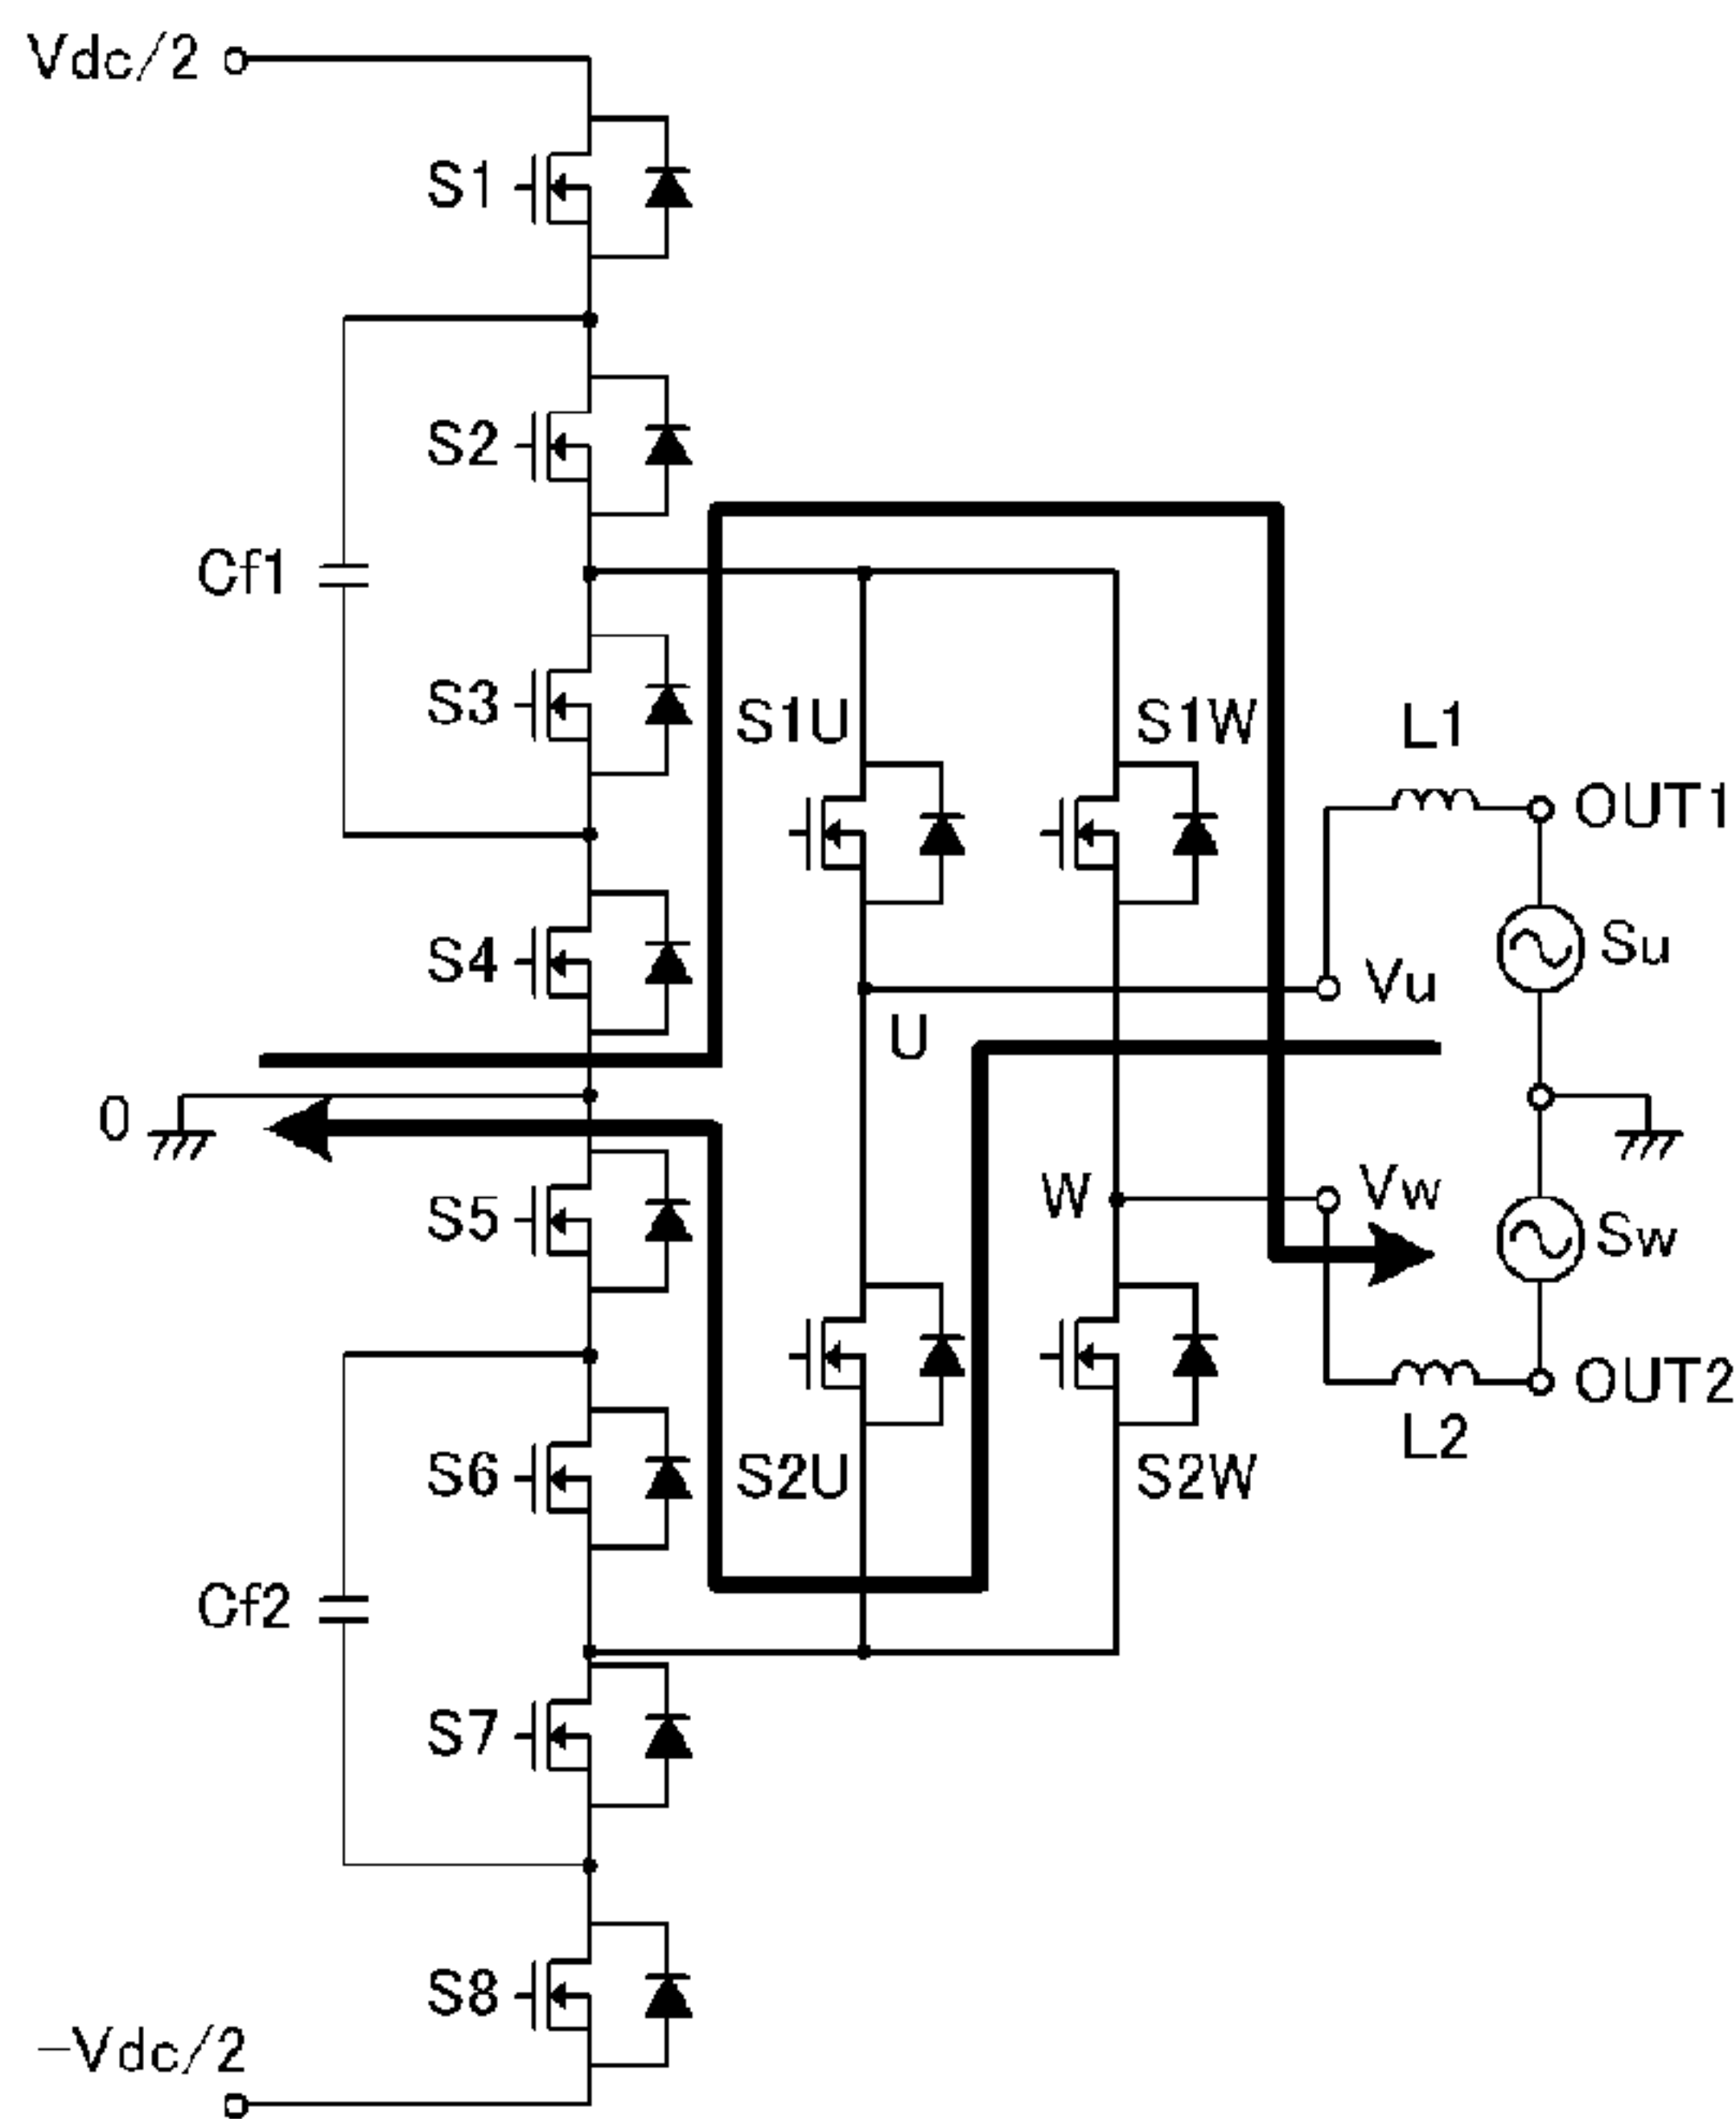 Vdc/2
S1
S2
Cf1
S3
S1U
S1W
L1
OUT1
S4
Su
Vu
U
0
W
Vw
S5
Sw
OUT2
L2
S6
S2U
S2W
Cf2
S7
S8
-Vdc/2